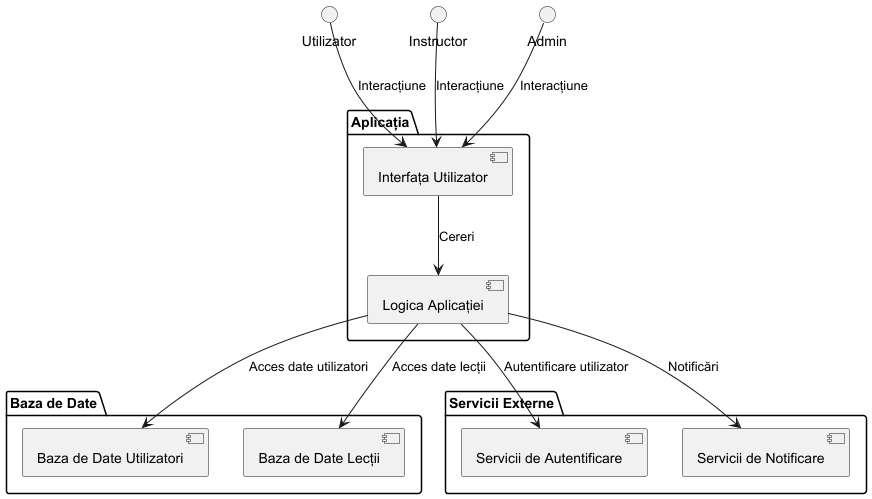 Utilizator
Instructor
Admin
Interacțiune
Interacțiune
Interacțiune
Aplicația
Interfața Utilizator
Cereri
Logica Aplicației
Acces date utilizatori
Acces date lecții
Autentificare utilizator
Notificări
Baza de Date
Servicii Externe
Baza de Date Utilizatori
Baza de Date Lecții
Servicii de Autentificare
Servicii de Notificare